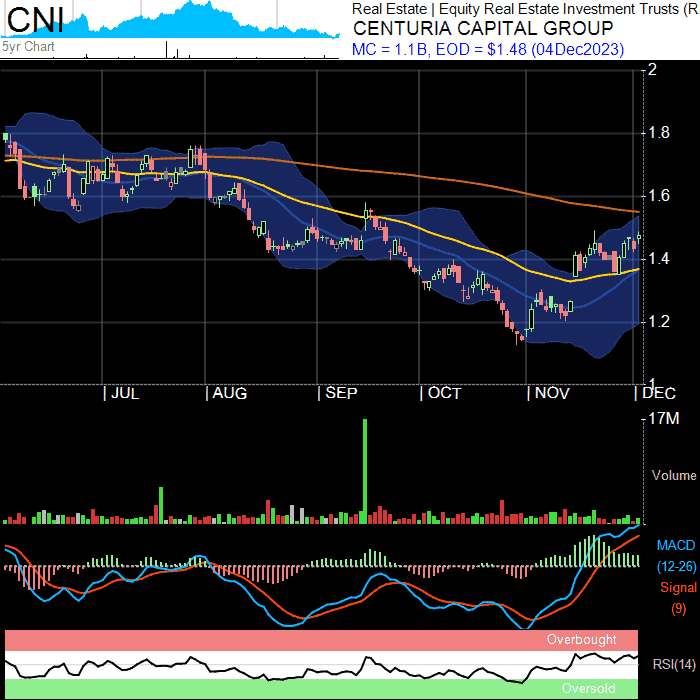 CNI
5yr Chart
Real Estate | Equity Real Estate Investment Trusts (R
CENTURIA CAPITAL GROUP
MC = 1.1B, EOD = $1.48 (04Dec2023)
2
1.8
1.6
1.4
1.2
1
JUL
AUG
SEP
OCT
NOV
DEC
17M
Volume
MACD
(12-26)
Signal
(9)
Overbought
RSI(14)
Oversold